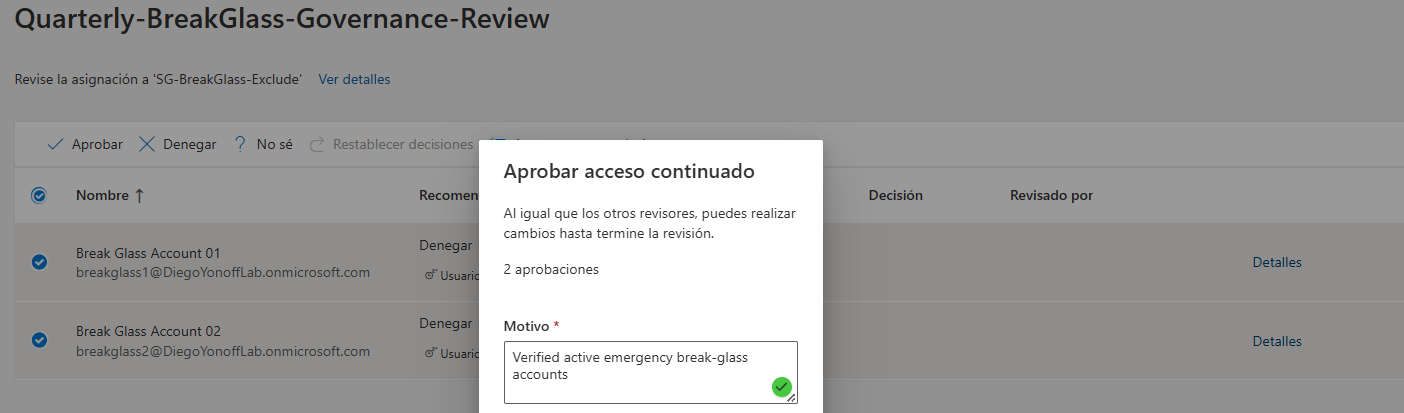 Quarterly-BreakGlass-Governance-Review
Revise la asignación a 'SG-BreakGlass-Exclude' Ver detalles
Aprobar Denegar No sé Restablecer decisiones
Aprobar acceso continuado
Nombre ↑ Recomen Decisión Revisado por
Al igual que los otros revisores, puedes realizar
cambios hasta termine la revisión.
2 aprobaciones
Break Glass Account 01 Denegar
breakglass1@DiegoYonoffLab.onmicrosoft.com Usuario Detalles
Motivo *
Break Glass Account 02 Denegar
breakglass2@DiegoYonoffLab.onmicrosoft.com Usuario Detalles
Verified active emergency break-glass
accounts